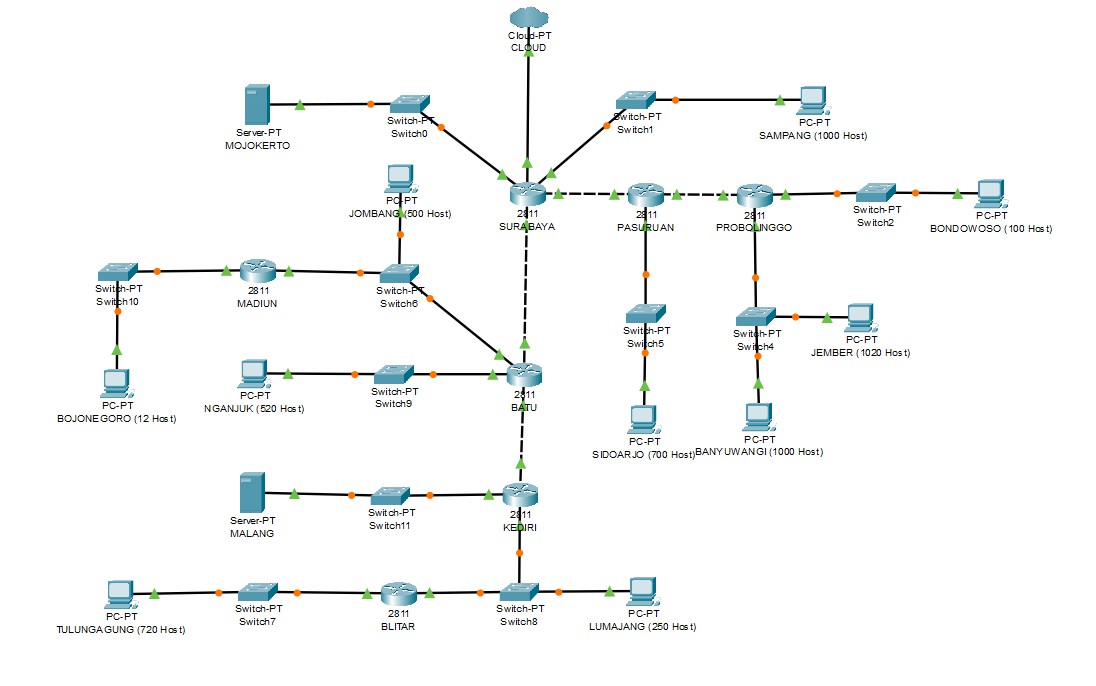 Cloud-PT
CLOUD
Server-PT
MOJOKERTO
Switch-PT
Switch0
Switch-PT
Switch1
PC-PT
SAMPANG (1000 Host)
PC-PT
JOMBANG (500 Host)
2811
SURABAYA
2811
PASURUAN
2811
PROBOLINGGO
Switch-PT
Switch2
PC-PT
BONDOWOSO (100 Host)
Switch-PT
Switch10
2811
MADIUN
Switch-PT
Switch6
Switch-PT
Switch5
Switch-PT
Switch4
PC-PT
JEMBER (1020 Host)
PC-PT
BOJONEGORO (12 Host)
PC-PT
NGANJUK (520 Host)
Switch-PT
Switch9
2811
BATU
PC-PT
SIDOARJO (700 Host)
PC-PT
BANYUWANGI (1000 Host)
Server-PT
MALANG
Switch-PT
Switch11
2811
KEDIRI
PC-PT
TULUNGAGUNG (720 Host)
Switch-PT
Switch7
2811
BLITAR
Switch-PT
Switch8
PC-PT
LUMAJANG (250 Host)